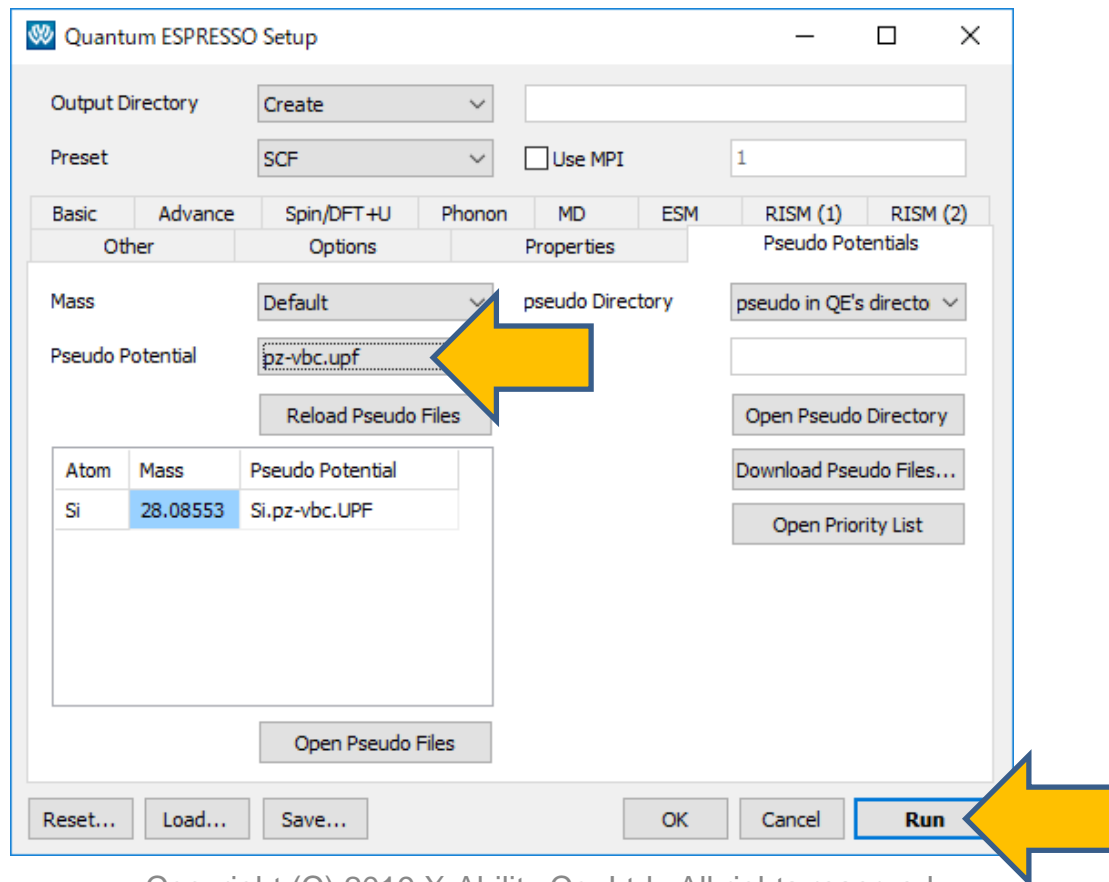 Quantum ESPRESSO Setup
Output Directory Create
Preset SCF Use MPI 1
Basic Advance Spin/DFT+U Phonon MD ESM RISM (1) RISM (2)
Other Options Properties Pseudo Potentials
Mass Default pseudo Directory pseudo in QE's directo
Pseudo Potential pz-vbc.upf
Reload Pseudo Files Open Pseudo Directory
Atom Mass Pseudo Potential Download Pseudo Files...
Si 28.08553 Si.pz-vbc.UPF
Open Priority List
Open Pseudo Files
Reset... Load... Save... OK Cancel Run